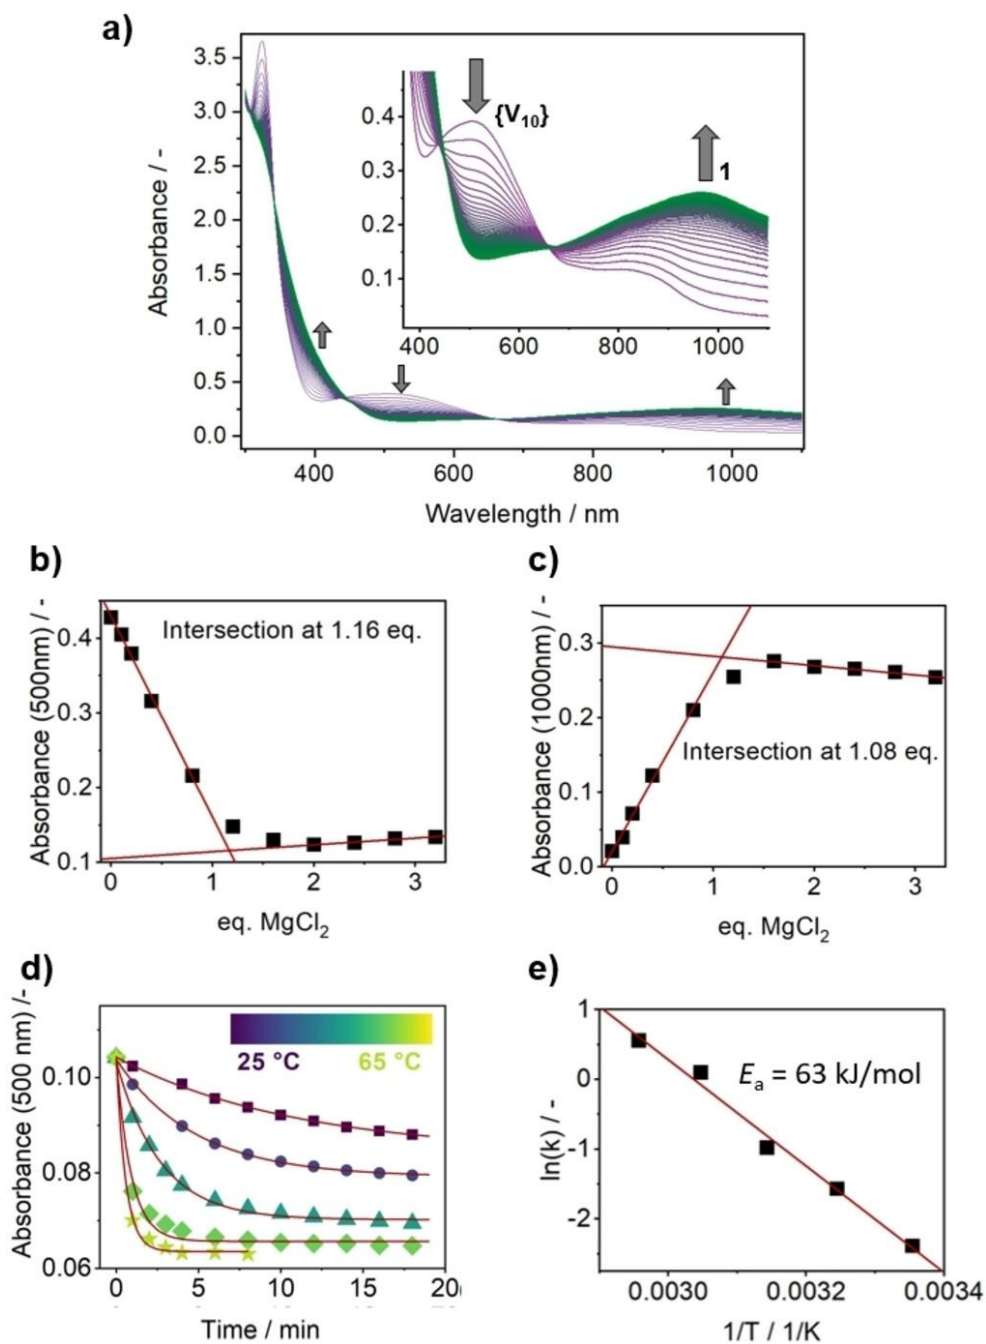 a)
Absorbance / -
3.5
3.0
2.5
2.0
1.5
1.0
0.5
0.0
0.4
0.3
0.2
0.1
{V10}
1
400 600 800 1000
400 600 800 1000
Wavelength / nm
b)
Absorbance (500nm) / -
0.4
0.3
0.2
0.1
Intersection at 1.16 eq.
0 1 2 3
eq. MgCl2
c)
Absorbance (1000nm) / -
0.3
0.2
0.1
0.0
Intersection at 1.08 eq.
0 1 2 3
eq. MgCl2
d)
Absorbance (500 nm) /-
0.10
0.08
0.06
25 °C 65 °C
0 5 10 15 20
Time / min
e)
ln(k) / -
1
0
-1
-2
Ea = 63 kJ/mol
0.0030 0.0032 0.0034
1/T / 1/K